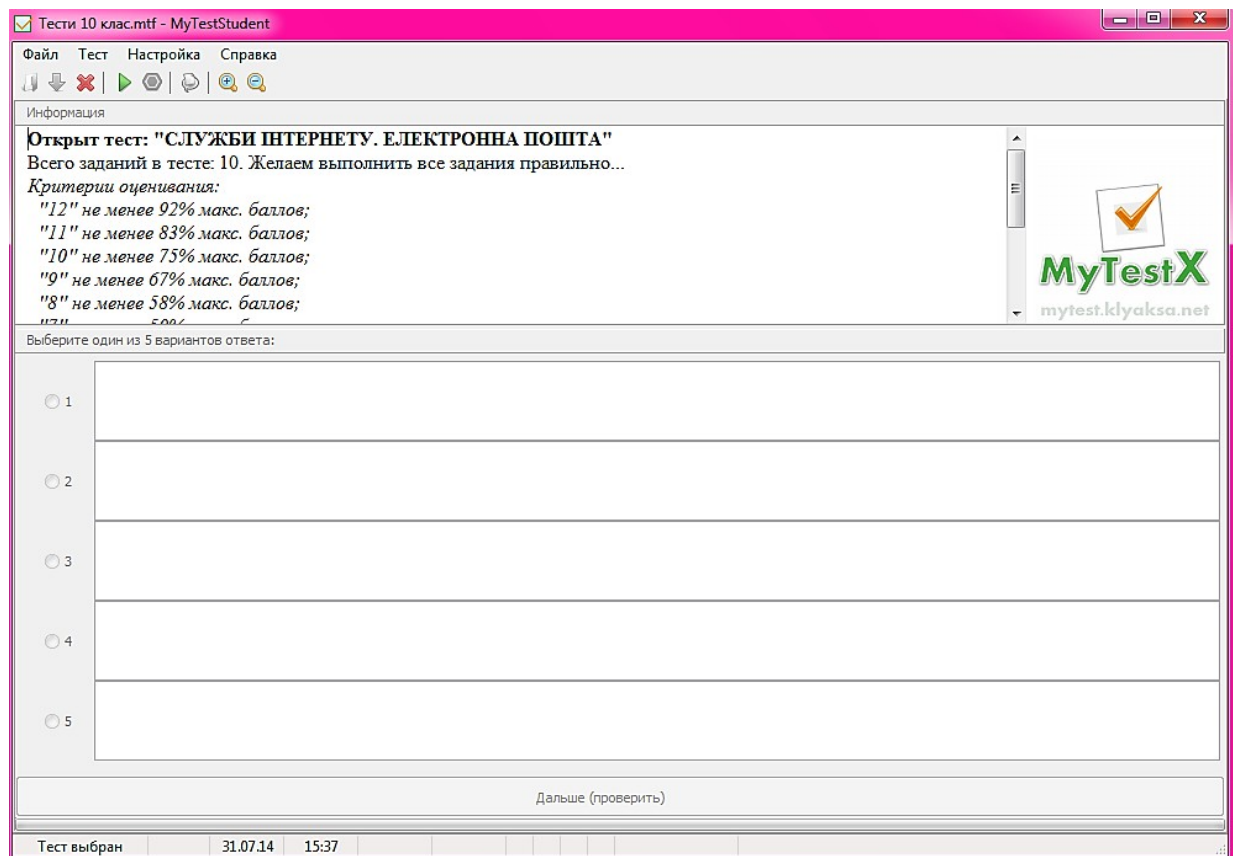 Тести 10 клас.mtf - MyTestStudent
Файл Тест Настройка Справка
Информация
Открыт тест: "СЛУЖБИ ІНТЕРНЕТУ. ЕЛЕКТРОННА ПОШТА"
Всего заданий в тесте: 10. Желаем выполнить все задания правильно...
Критерии оценивания:
"12" не менее 92% макс. баллов;
"11" не менее 83% макс. баллов;
"10" не менее 75% макс. баллов;
"9" не менее 67% макс. баллов;
"8" не менее 58% макс. баллов;
MyTestX
mytest.klyaksa.net
Выберите один из 5 вариантов ответа:
1
2
3
4
5
Дальше (проверить)
Тест выбран 31.07.14 15:37